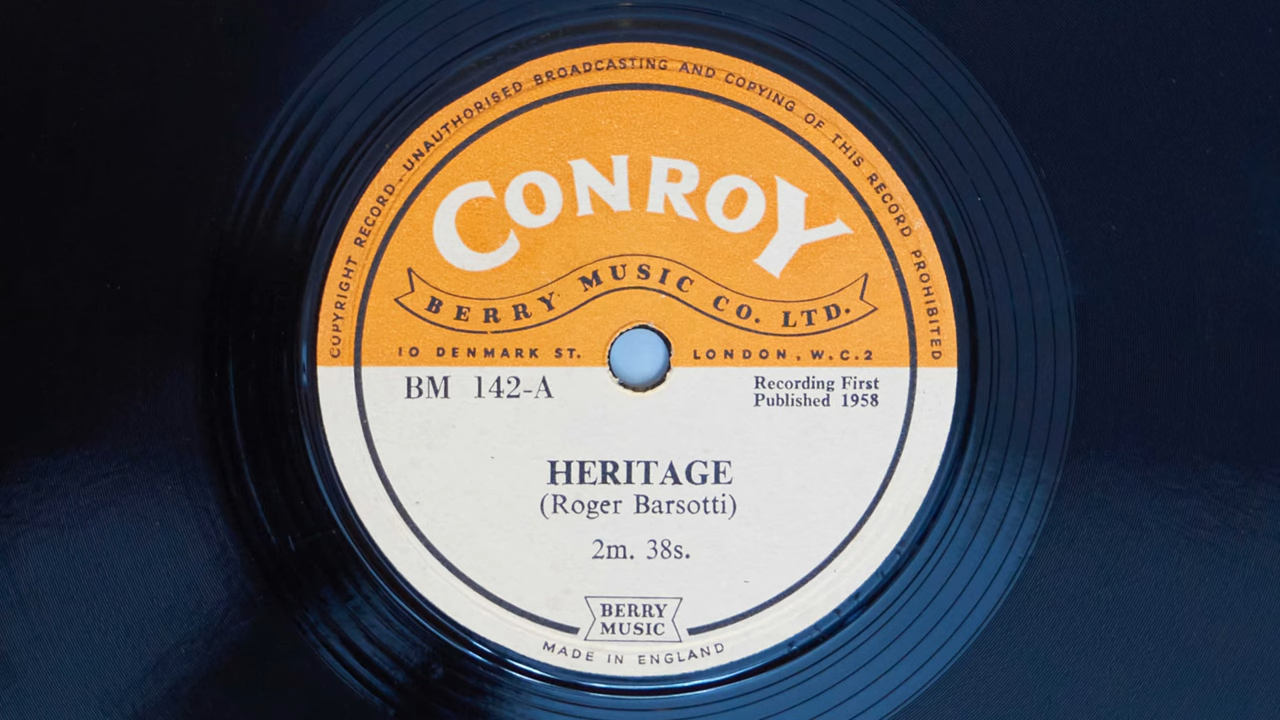 COPYRIGHT RECORD. UNAUTHORISED BROADCASTING AND COPYING OF THIS RECORD PROHIBITED
CONROY
BERRY MUSIC CO. LTD.
10 DENMARK ST. LONDON, W.C.2
BM 142-A
Recording First
Published 1958
HERITAGE
(Roger Barsotti)
2m. 38s.
BERRY
MUSIC
MADE IN ENGLAND